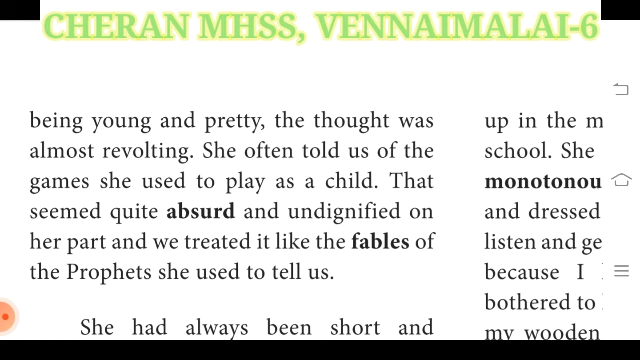 CHERAN MHSS, VENNAIMALAI-6
being young and pretty, the thought was
almost revolting. She often told us of the
games she used to play as a child. That
seemed quite absurd and undignified on
her part and we treated it like the fables of
the Prophets she used to tell us.
She had always been short and
up in the m
school. She
monotonou
and dressed
listen and ge
because I
bothered to
my wooden